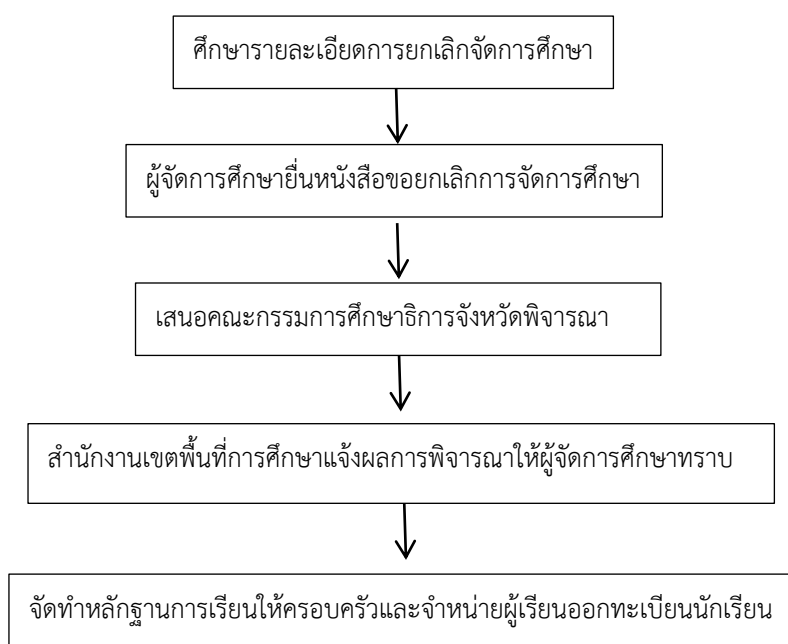 ศึกษารายละเอียดการยกเลิกจัดการศึกษา
ผู้จัดการศึกษายื่นหนังสือขอยกเลิกการจัดการศึกษา
เสนอคณะกรรมการศึกษาธิการจังหวัดพิจารณา
สำนักงานเขตพื้นที่การศึกษาแจ้งผลการพิจารณาให้ผู้จัดการศึกษาทราบ
จัดทำหลักฐานการเรียนให้ครอบครัวและจำหน่ายผู้เรียนออกทะเบียนนักเรียน